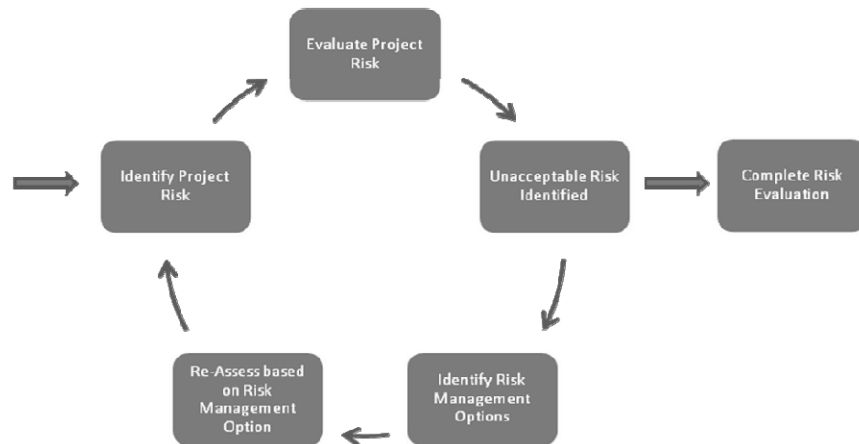 Evaluate Project
Risk
Identify Project
Risk
Unacceptable Risk
Identified
Complete Risk
Evaluation
Re-Assess based
on Risk
Management
Option
Identify Risk
Management
Options